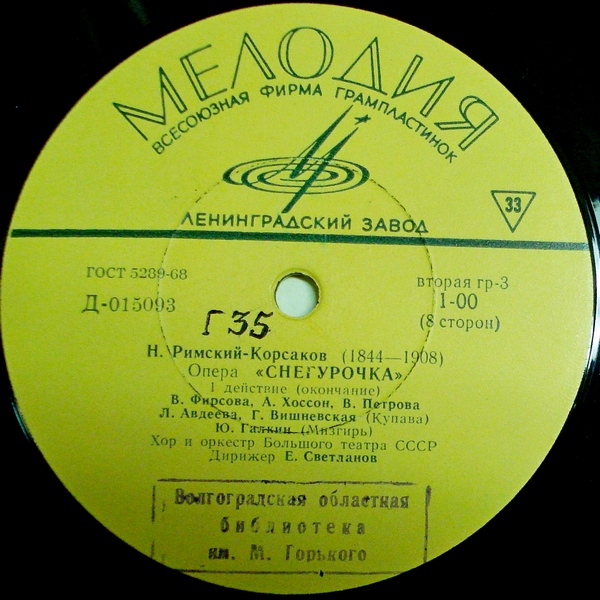 МЕЛОДИЯ
ВСЕСОЮЗНАЯ ФИРМА ГРАМПЛАСТИНОК
ЛЕНИНГРАДСКИЙ ЗАВОД
33
ГОСТ 5289-68
Д-015093
вторая гр-3
1-00
(8 сторон)
Г 35
Н. Римский-Корсаков (1844—1908)
Опера «СНЕГУРОЧКА»
1 действие (окончание)
В. Фирсова, А. Хоссон, В. Петрова
Л. Авдеева, Г. Вишневская (Купава)
Ю. Галкин (Мизгирь)
Хор и оркестр Большого театра СССР
Дирижер Е. Светланов
Волгоградская областная
библиотека
им. М. Горького